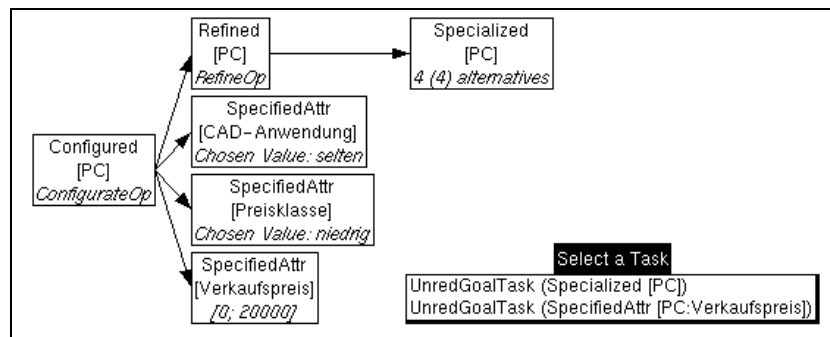 Refined
[PC]
RefineOp
Specialized
[PC]
4 (4) alternatives
SpecifiedAttr
[CAD-Anwendung]
Chosen Value: selten
Configured
[PC]
ConfigurateOp
SpecifiedAttr
[Preisklasse]
Chosen Value: niedrig
SpecifiedAttr
[Verkaufspreis]
[0; 20000]
Select a Task
UnredGoalTask (Specialized [PC])
UnredGoalTask (SpecifiedAttr [PC:Verkaufspreis])